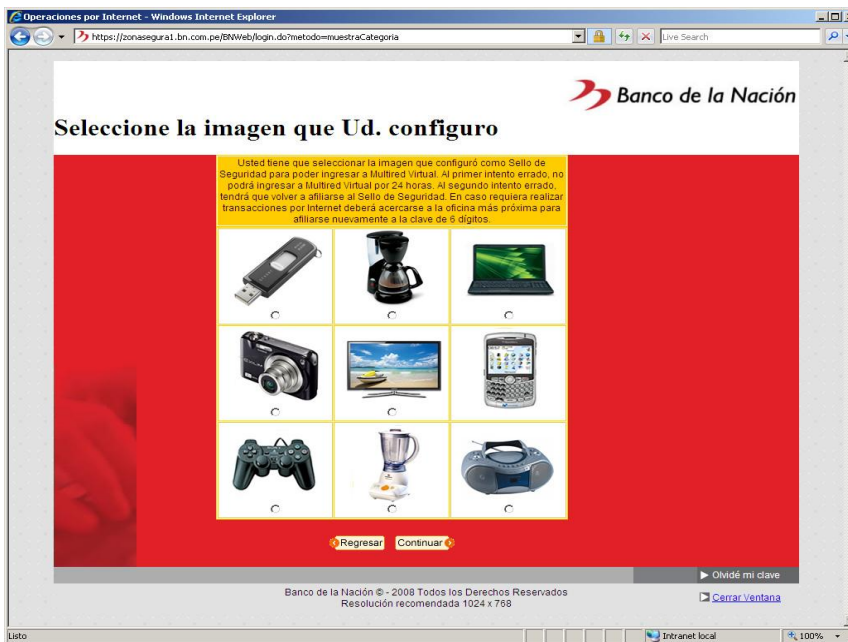 Operaciones por Internet - Windows Internet Explorer
https://zonasegura1.bn.com.pe/BNWeb/login.do?metodo=muestraCategoria
Live Search
Banco de la Nación
Seleccione la imagen que Ud. configuro
Usted tiene que seleccionar la imagen que configuró como Sello de
Seguridad para poder ingresar a Multired Virtual. Al primer intento errado, no
podrá ingresar a Multired Virtual por 24 horas. Al segundo intento errado,
tendrá que volver a afiliarse al Sello de Seguridad. En caso requiera realizar
transacciones por Internet deberá acercarse a la oficina más próxima para
afiliarse nuevamente a la clave de 6 dígitos.
Regresar Continuar
Olvidé mi clave
Banco de la Nación © - 2008 Todos los Derechos Reservados
Resolución recomendada 1024 x 768
Cerrar Ventana
Listo
Intranet local
100%